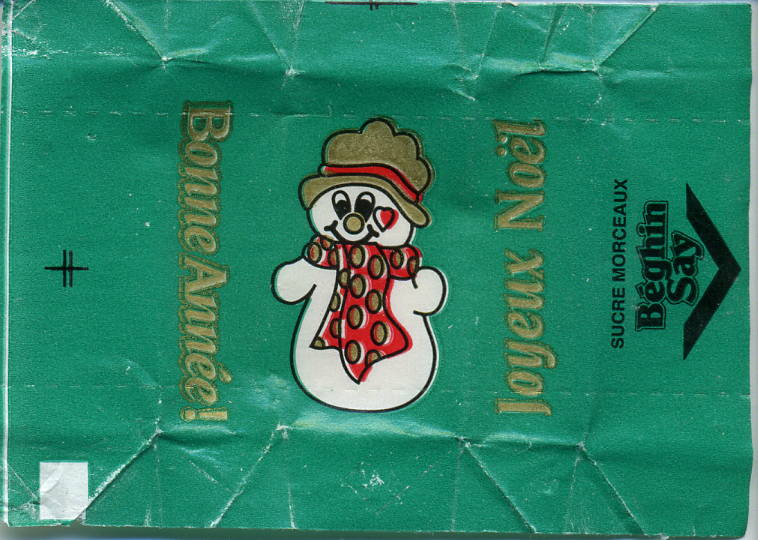 Bonne Année!
Joyeux Noël
SUCRE MORCEAUX
Béghin
Say